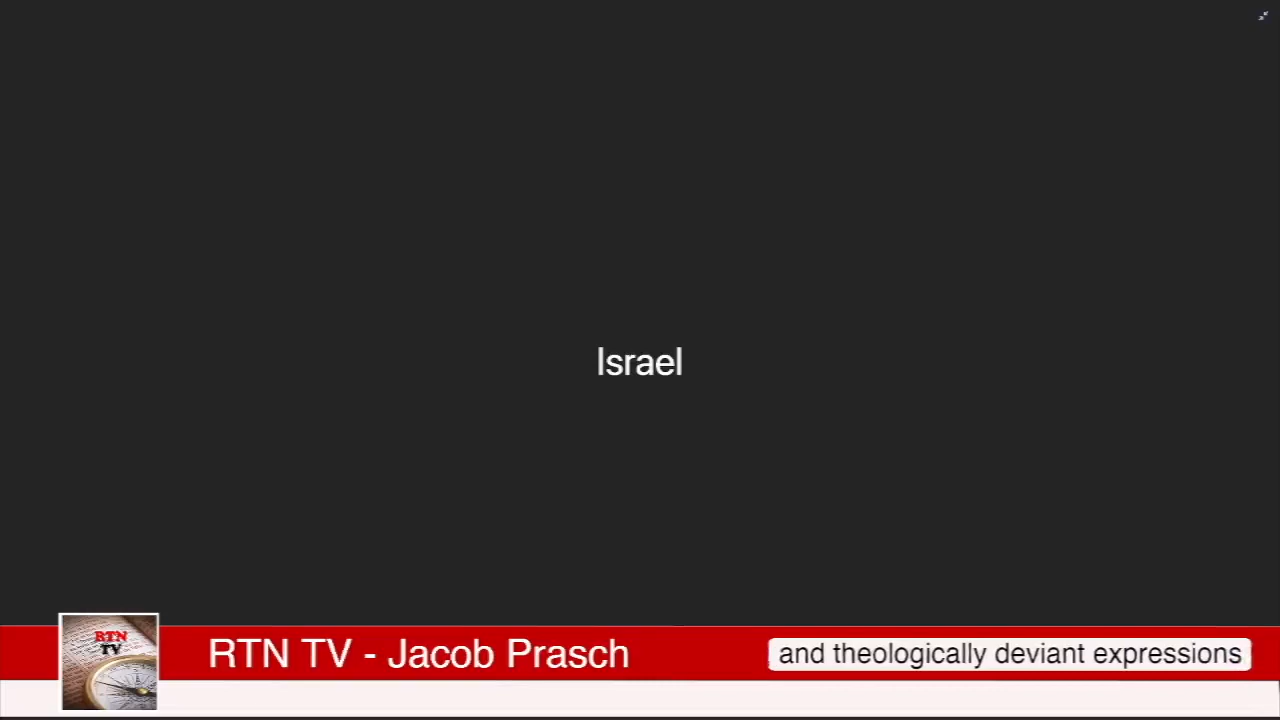 Israel
RTN
TV
RTN TV - Jacob Prasch
and theologically deviant expressions